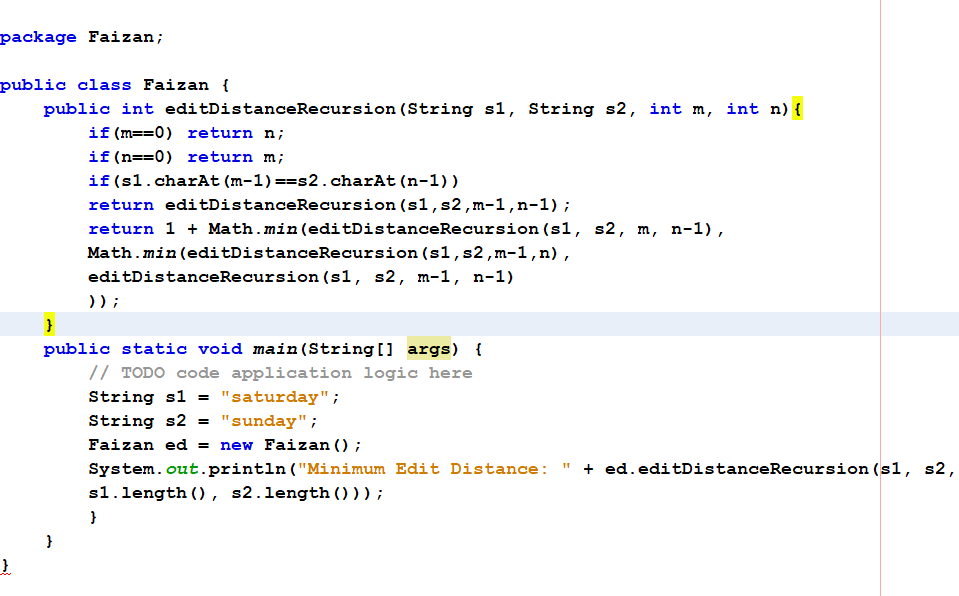 package Faizan;
public class Faizan {
public int editDistanceRecursion(String s1, String s2, int m, int n){
if(m==0) return n;
if(n==0) return m;
if(s1.charAt(m-1)==s2.charAt(n-1))
return editDistanceRecursion(s1,s2,m-1,n-1);
return 1 + Math.min(editDistanceRecursion(s1, s2, m, n-1),
Math.min(editDistanceRecursion(s1,s2,m-1,n),
editDistanceRecursion(s1, s2, m-1, n-1)
));
}
public static void main(String[] args) {
// TODO code application logic here
String s1 = "saturday";
String s2 = "sunday";
Faizan ed = new Faizan();
System.out.println("Minimum Edit Distance: " + ed.editDistanceRecursion(s1, s2,
s1.length(), s2.length()));
}
}
}